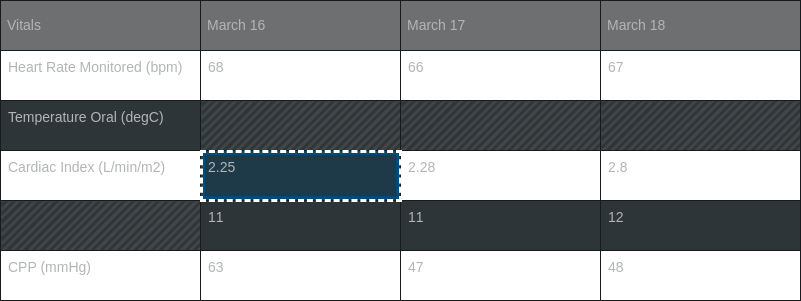 Vitals March 16 March 17 March 18
Heart Rate Monitored (bpm) 68 66 67
Temperature Oral (degC)
Cardiac Index (L/min/m2) 2.25 2.28 2.8
11 11 12
CPP (mmHg) 63 47 48